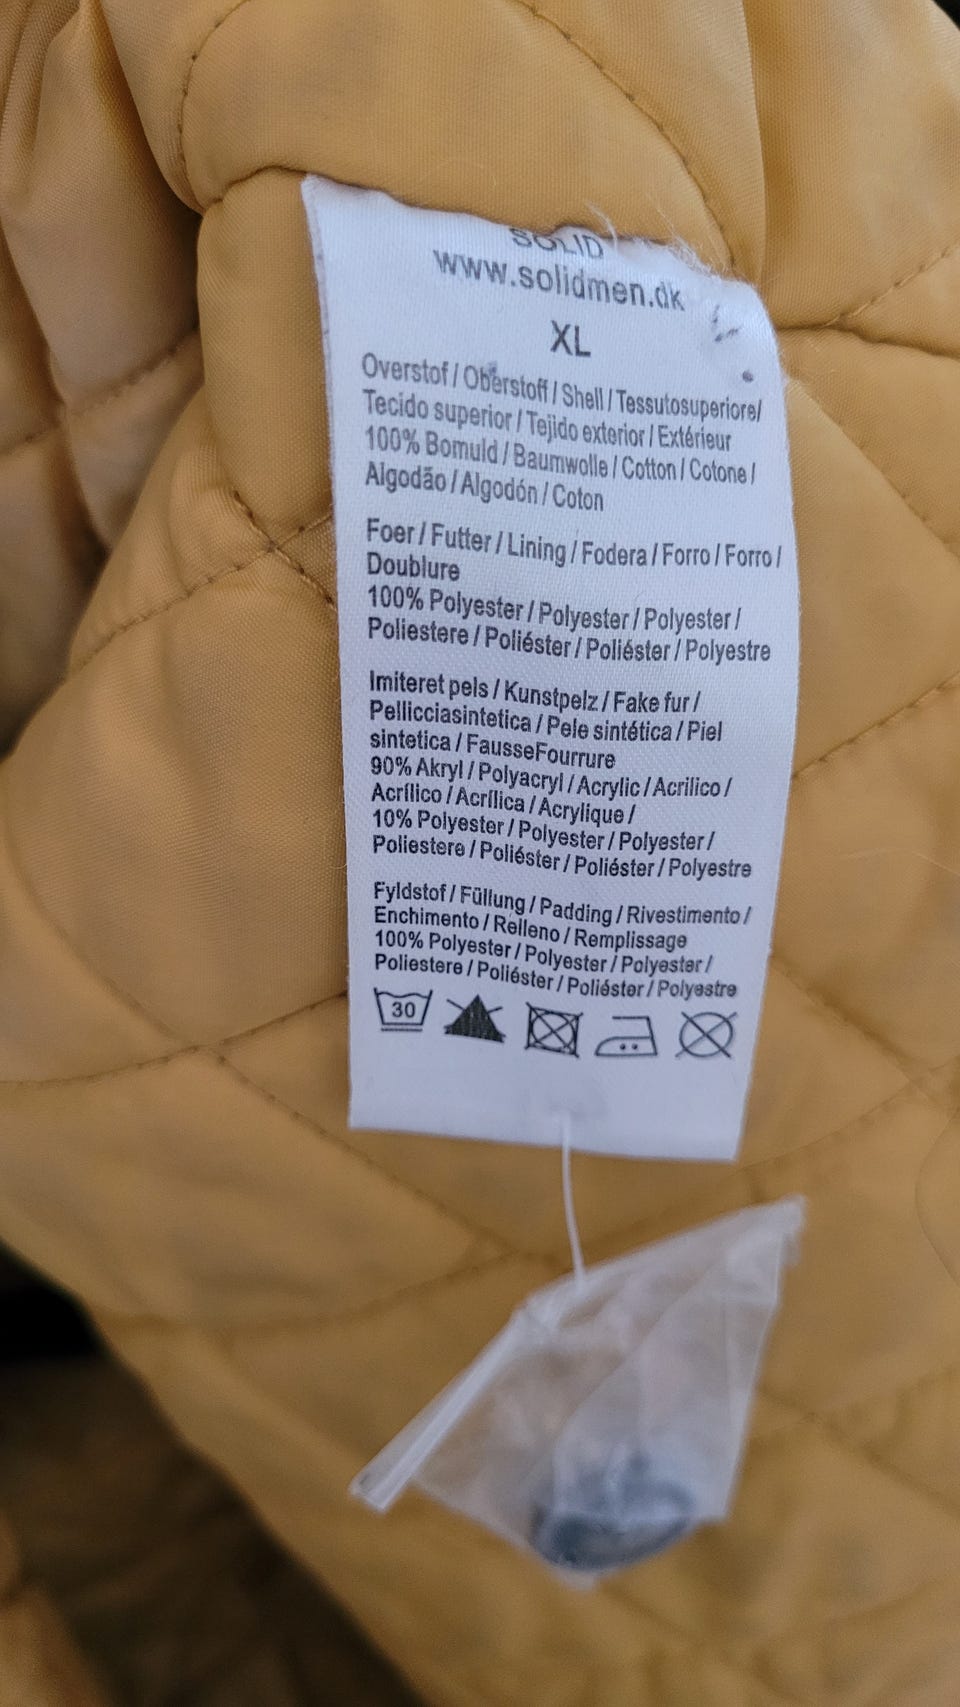 SOLID
www.solidmen.dk
XL
Overstof / Oberstoff / Shell / Tessutosuperiore/
Tecido superior / Tejido exterior / Extérieur
100% Bomuld / Baumwolle / Cotton / Cotone /
Algodão / Algodón / Coton
Foer / Futter / Lining / Fodera / Forro / Forro /
Doublure
100% Polyester / Polyester / Polyester /
Poliestere / Poliéster / Poliéster / Polyestre
Imiteret pels / Kunstpelz / Fake fur /
Pellicciasintetica / Pele sintética / Piel
sintetica / FausseFourrure
90% Akryl / Polyacryl / Acrylic / Acrilico /
Acrílico / Acrílica / Acrylique /
10% Polyester / Polyester / Polyester /
Poliestere / Poliéster / Poliéster / Polyestre
Fyldstof / Füllung / Padding / Rivestimento /
Enchimento / Relleno / Remplissage
100% Polyester / Polyester / Polyester /
Poliestere / Poliéster / Poliéster / Polyestre
30